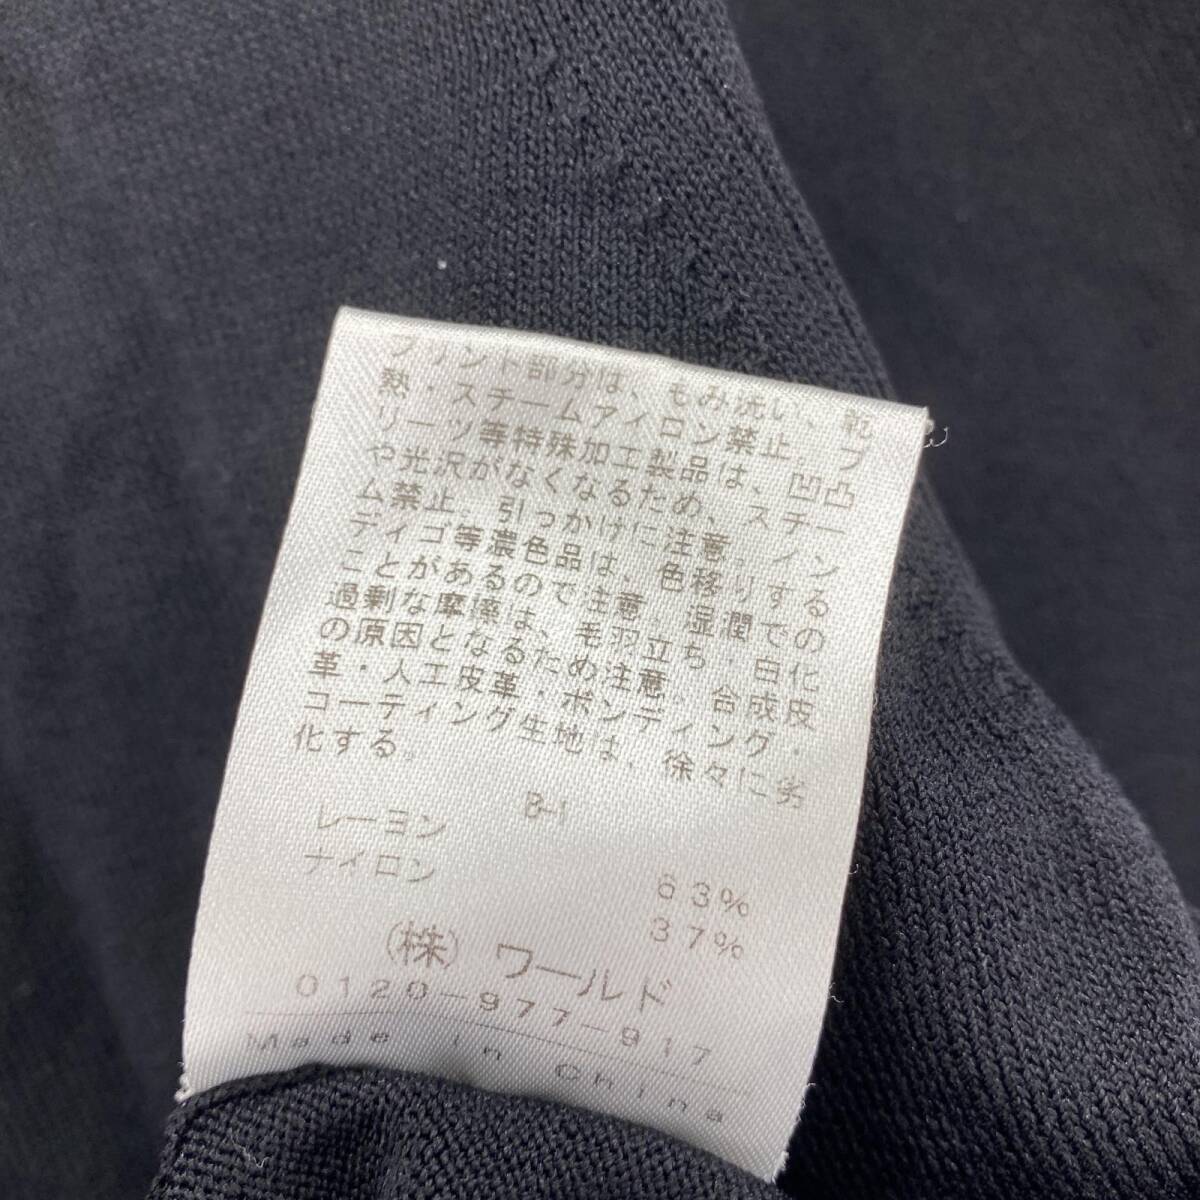 プリント部分は、もみ洗い、乾
熱・スチームアイロン禁止。プ
リーツ等特殊加工製品は、凹凸
や光沢がなくなるため、スチー
ム禁止。引っかけに注意。イン
ディゴ等濃色品は、色移りする
ことがあるので注意。湿潤での
過剰な摩擦は、毛羽立ち・白化
の原因となるため注意。合成皮
革・人工皮革・ボンディング・
コーティング生地は、徐々に劣
化する。
B-1
レーヨン 63%
ナイロン 37%
(株)ワールド
0120-977-917
Made in China